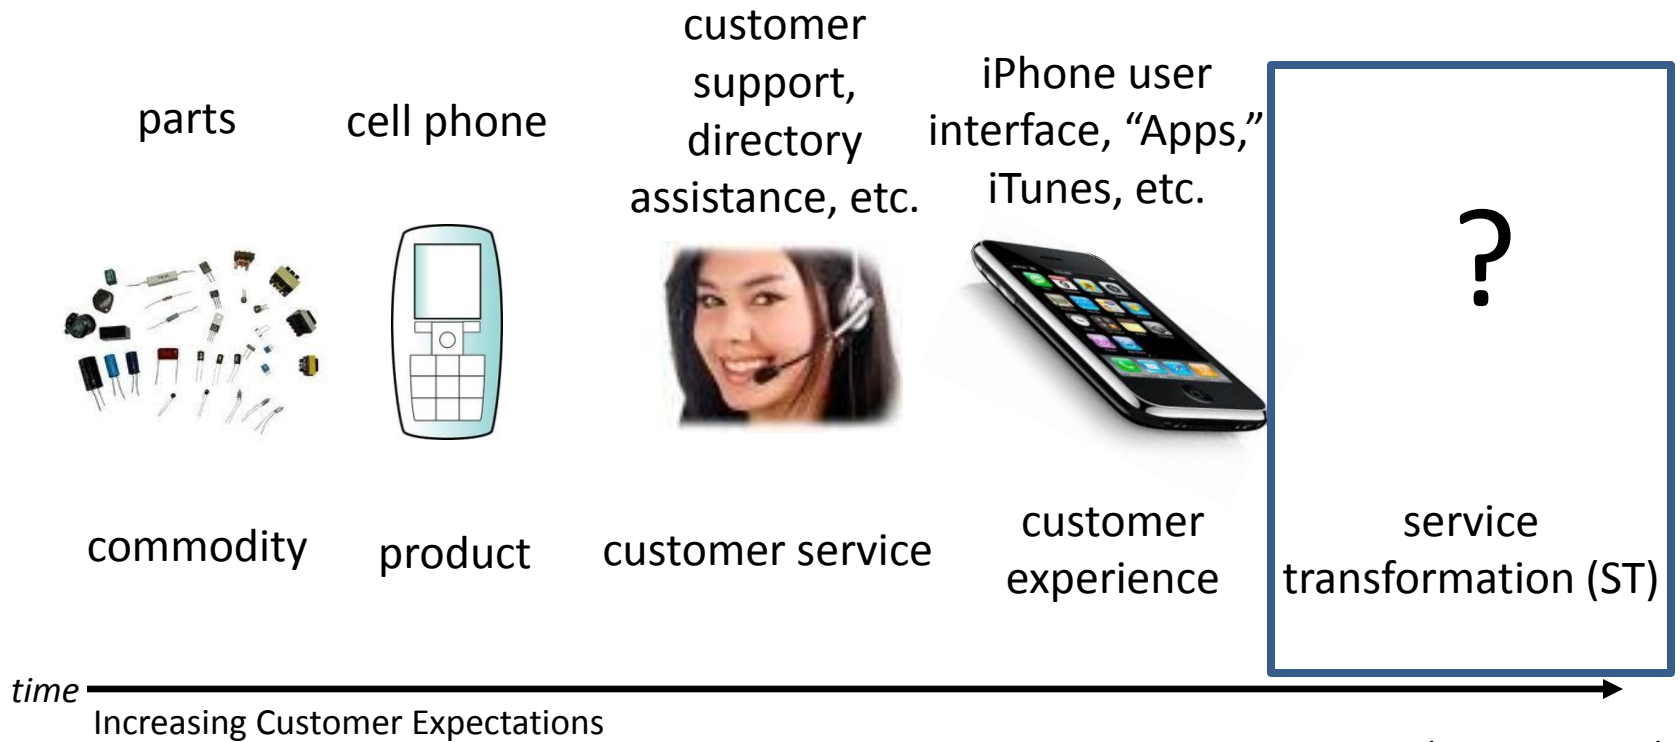 parts
cell phone
customer
support,
directory
assistance, etc.
iPhone user
interface, “Apps,”
iTunes, etc.
?
commodity
product
customer service
customer
experience
service
transformation (ST)
time
Increasing Customer Expectations